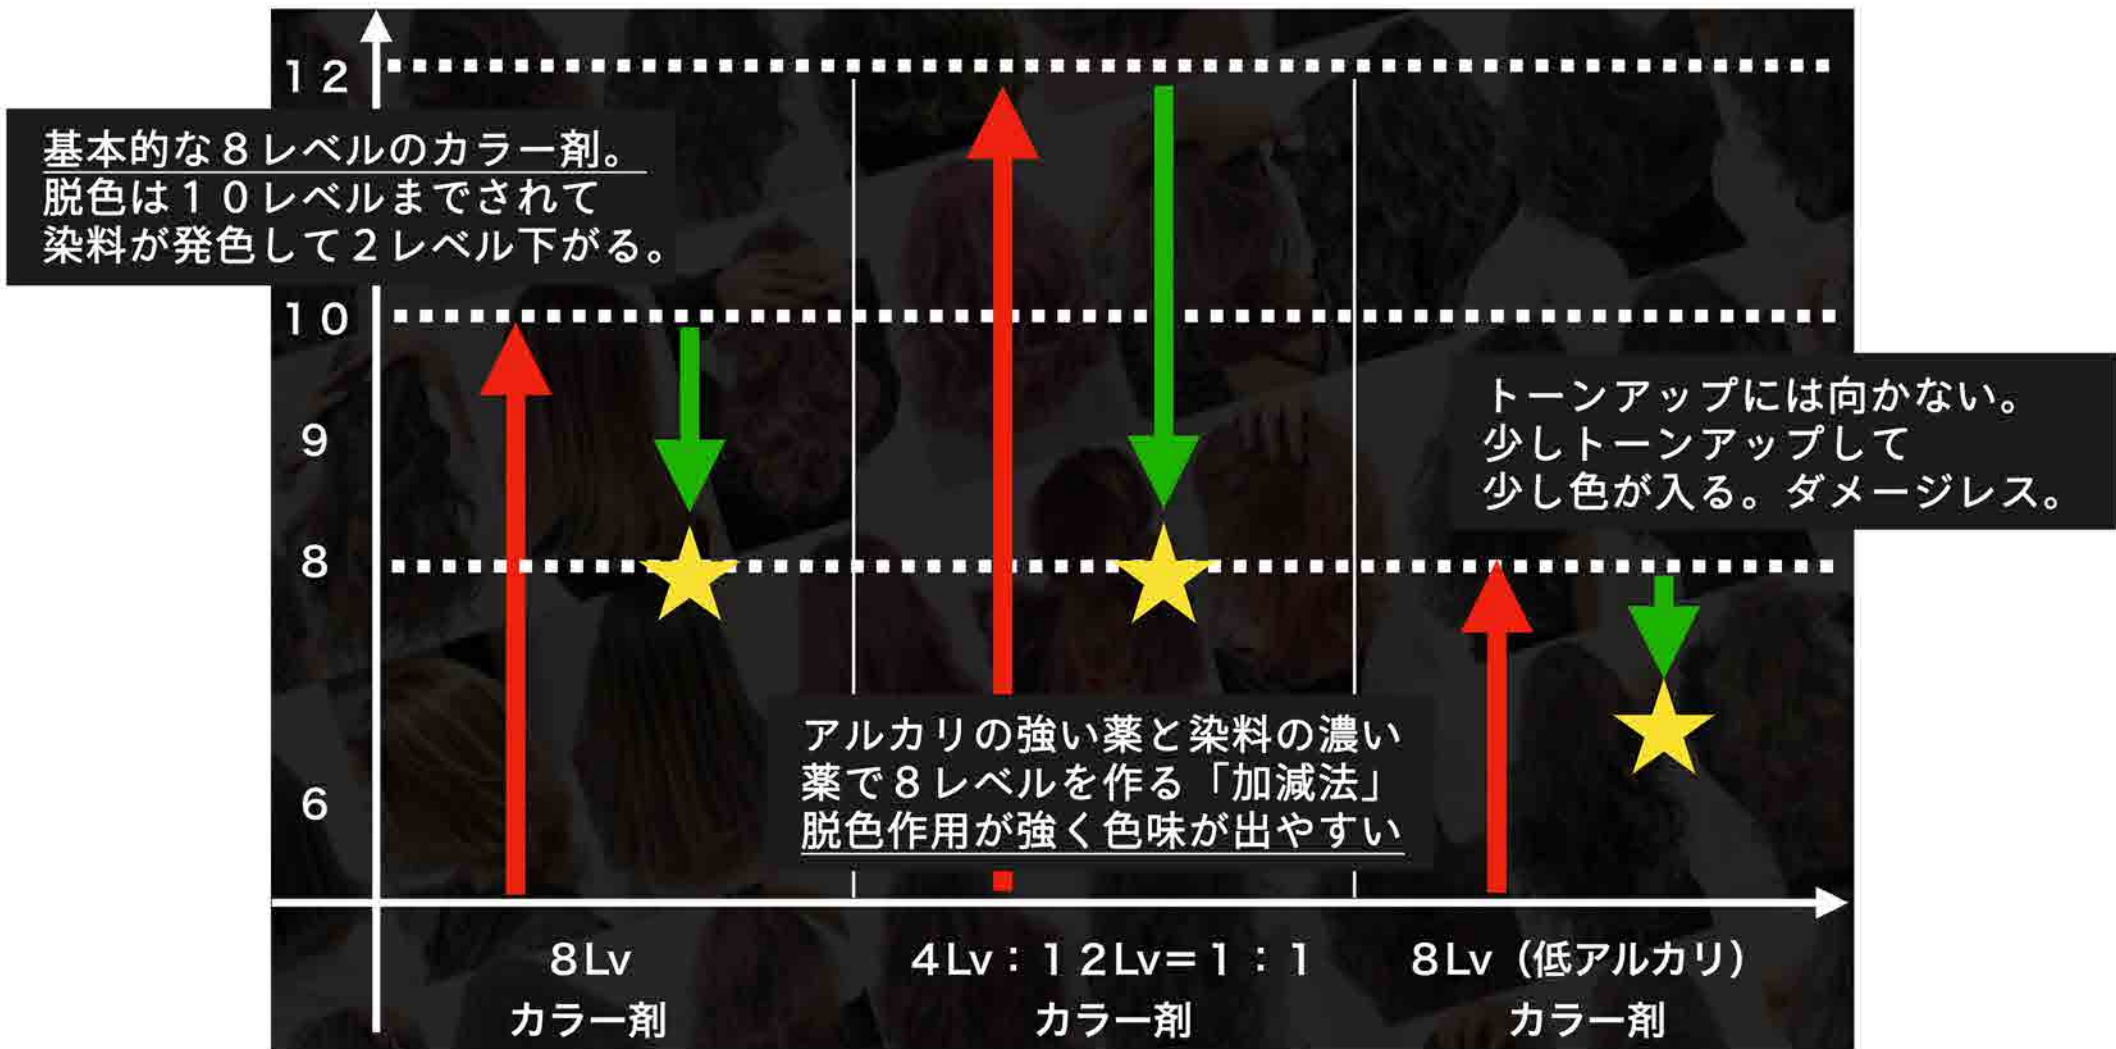 １２
基本的な８レベルのカラー剤。
脱色は１０レベルまでされて
染料が発色して２レベル下がる。
１０
９
８
６
トーンアップには向かない。
少しトーンアップして
少し色が入る。ダメージレス。
アルカリの強い薬と染料の濃い
薬で８レベルを作る「加減法」
脱色作用が強く色味が出やすい
８Lv
カラー剤
４Lv：１２Lv＝１：１
カラー剤
８Lv（低アルカリ）
カラー剤